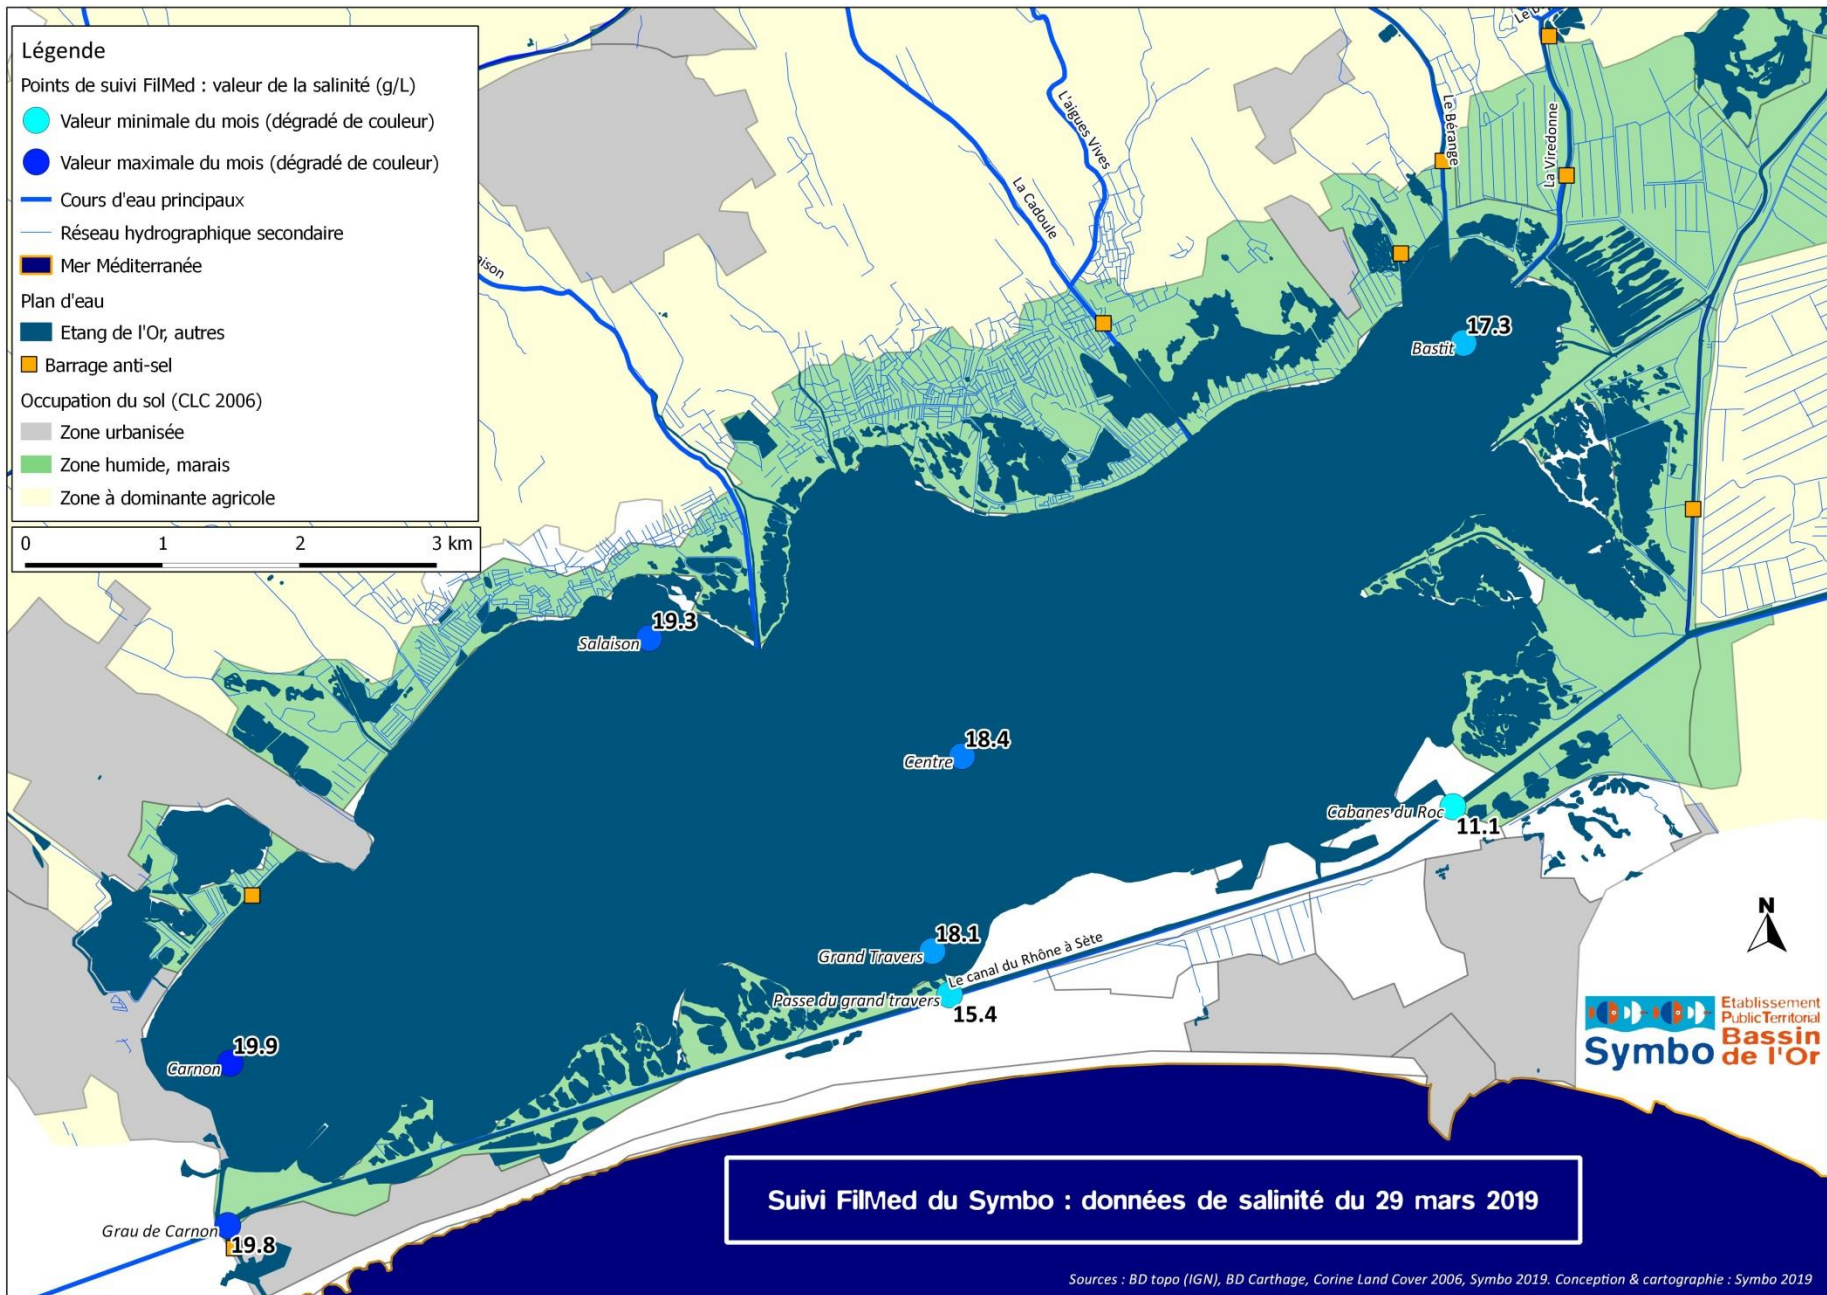 Légende
Points de suivi FilMed : valeur de la salinité (g/L)
Valeur minimale du mois (dégradé de couleur)
Valeur maximale du mois (dégradé de couleur)
Cours d'eau principaux
Réseau hydrographique secondaire
Mer Méditerranée
Plan d'eau
Etang de l'Or, autres
Barrage anti-sel
Occupation du sol (CLC 2006)
Zone urbanisée
Zone humide, marais
Zone à dominante agricole
0 1 2 3 km
aison
La Cadoule
L'aigues Vives
Le Bérange
La Viredonne
17.3
Bastit
19.3
Salaison
18.4
Centre
Cabanes du Roc
11.1
18.1
Grand Travers
Le canal du Rhône à Sète
Passe du grand travers
15.4
19.9
Carnon
Grau de Carnon
19.8
N
Etablissement
Public Territorial
Symbo Bassin
de l'Or
Suivi FilMed du Symbo : données de salinité du 29 mars 2019
Sources : BD topo (IGN), BD Carthage, Corine Land Cover 2006, Symbo 2019. Conception & cartographie : Symbo 2019